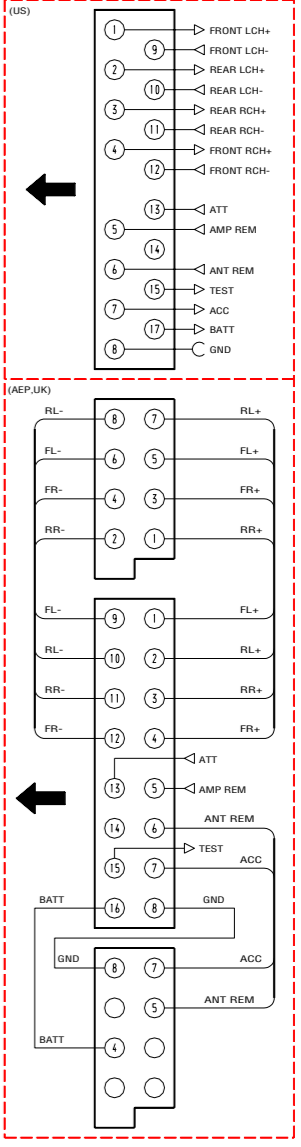 (US)
1 FRONT LCH+
9 FRONT LCH-
2 REAR LCH+
10 REAR LCH-
3 REAR RCH+
11 REAR RCH-
4 FRONT RCH+
12 FRONT RCH-
13 ATT
5 AMP REM
14
6 ANT REM
15 TEST
7 ACC
17 BATT
8 GND
(AEP,UK)
RL- 8 7 RL+
FL- 6 5 FL+
FR- 4 3 FR+
RR- 2 1 RR+
FL- 9 1 FL+
RL- 10 2 RL+
RR- 11 3 RR+
FR- 12 4 FR+
ATT
13 5 AMP REM
14 6 ANT REM
TEST
15 7 ACC
BATT 16 8 GND
GND 8 7 ACC
5 ANT REM
BATT 4